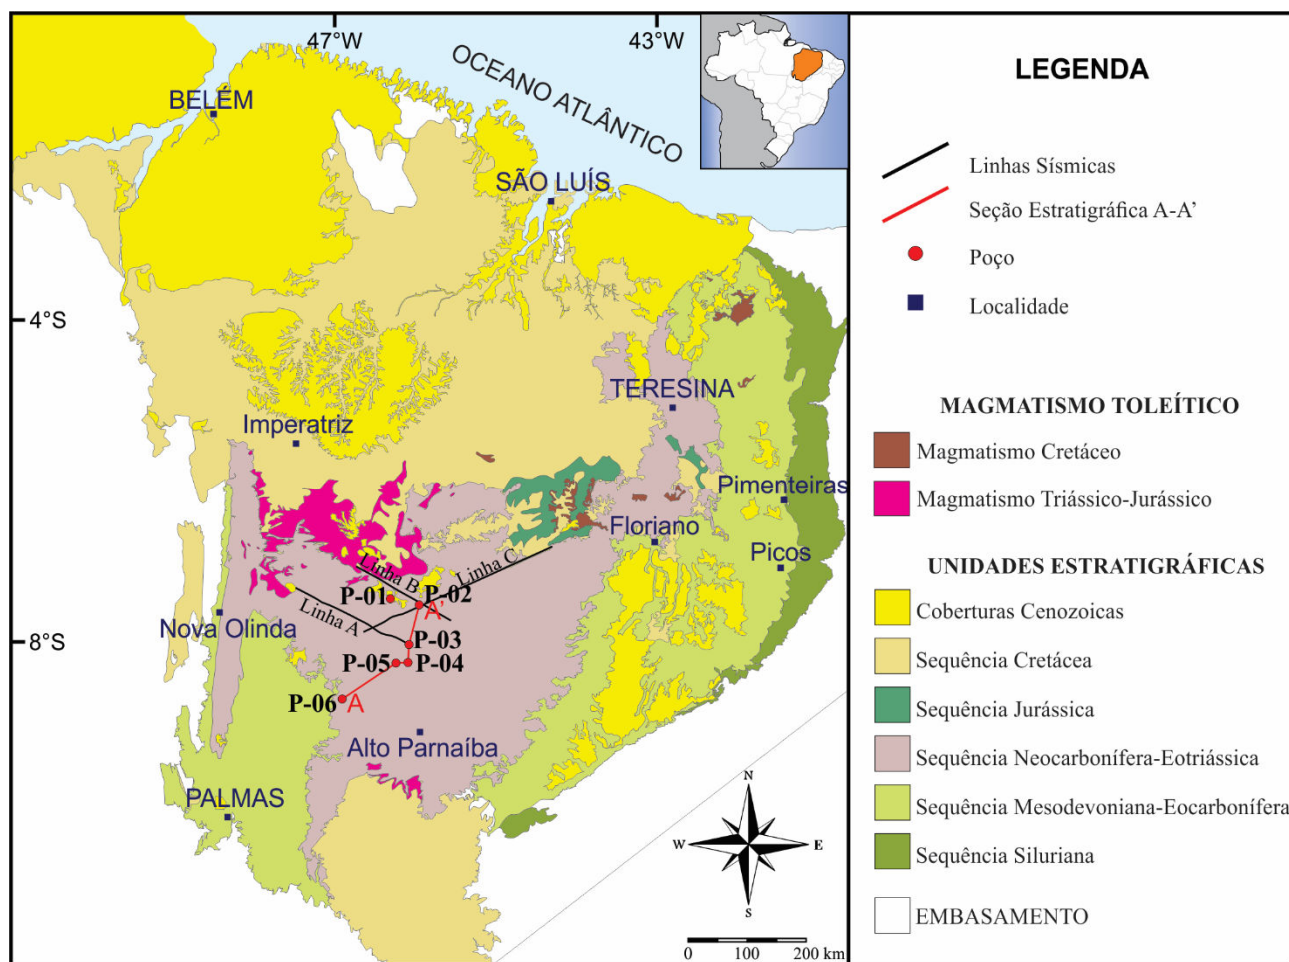 47°W
43°W
OCEANO ATLÂNTICO
BELÉM
SÃO LUÍS
4°S
TERESINA
Imperatriz
Pimenteiras
Floriano
Picos
Linha B
Linha C
P-01
P-02
A'
Linha A
Nova Olinda
8°S
P-03
P-05
P-04
P-06
A
Alto Parnaíba
PALMAS
N
W
E
S
0 100 200 km
LEGENDA
Linhas Sísmicas
Seção Estratigráfica A-A'
Poço
Localidade
MAGMATISMO TOLEÍTICO
Magmatismo Cretáceo
Magmatismo Triássico-Jurássico
UNIDADES ESTRATIGRÁFICAS
Coberturas Cenozoicas
Sequência Cretácea
Sequência Jurássica
Sequência Neocarbonífera-Eotriássica
Sequência Mesodevoniana-Eocarbonífera
Sequência Siluriana
EMBASAMENTO